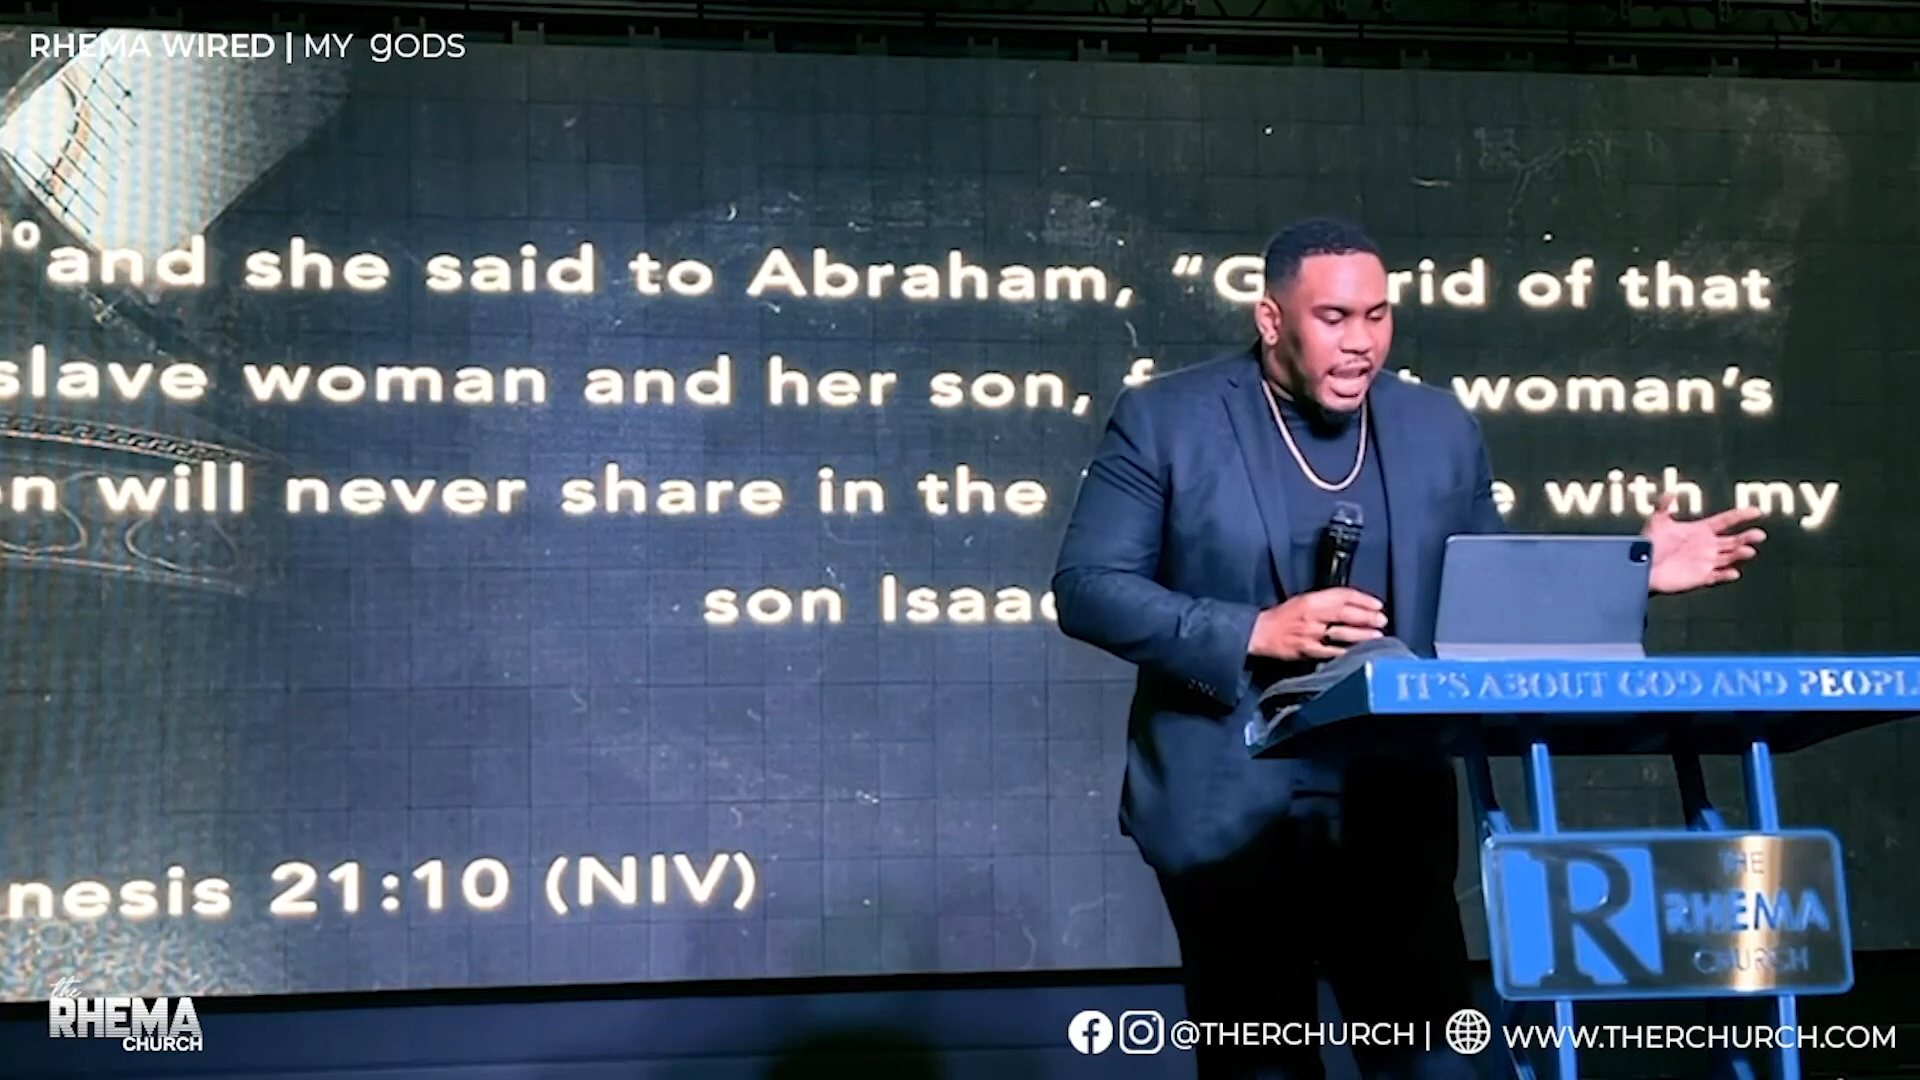 RHEMA WIRED | MY gODS
10 and she said to Abraham, “G rid of that
slave woman and her son, woman’s
n will never share in the with my
son Isaac
nesis 21:10 (NIV)
IT'S ABOUT GOD AND PEOPL
THE
RHEMA
CHURCH
R
the
RHEMA
CHURCH
@THERCHURCH | WWW.THERCHURCH.COM